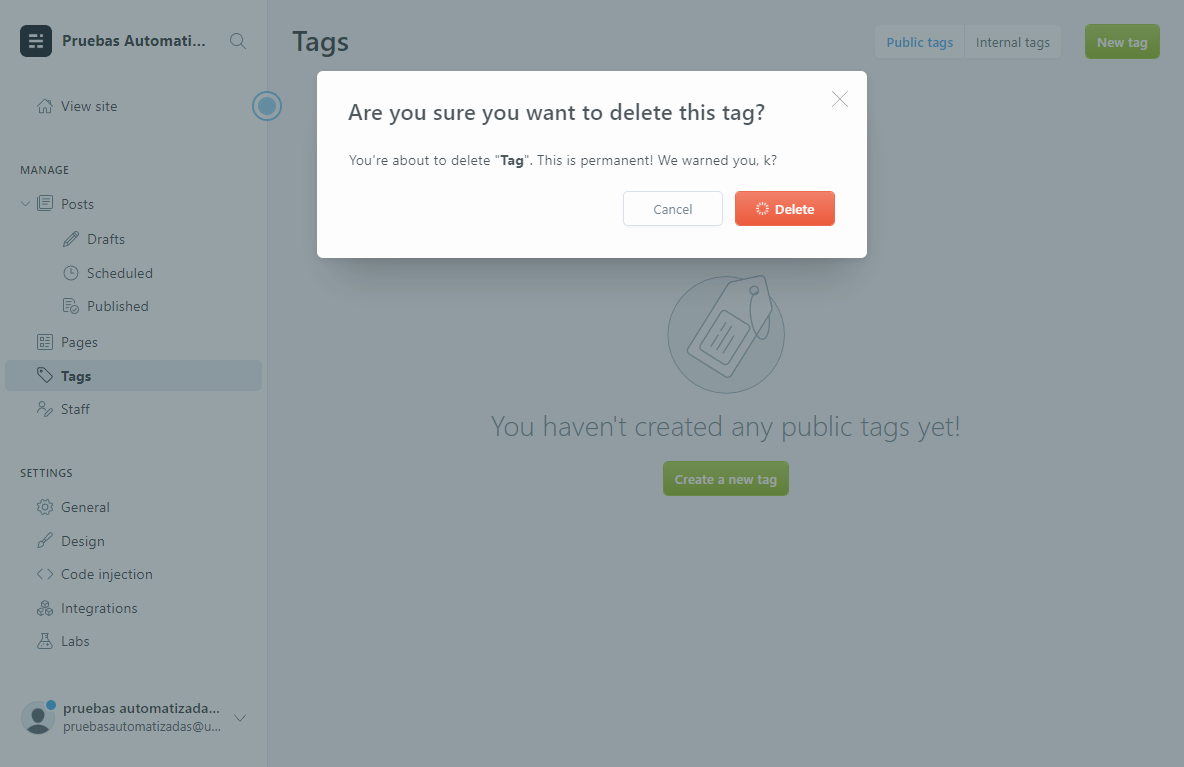 Pruebas Automati...
Tags
Public tags
Internal tags
New tag
View site
Are you sure you want to delete this tag?
You're about to delete "Tag". This is permanent! We warned you, k?
Cancel
Delete
MANAGE
Posts
Drafts
Scheduled
Published
Pages
Tags
Staff
You haven't created any public tags yet!
Create a new tag
SETTINGS
General
Design
Code injection
Integrations
Labs
pruebas automatizada...
pruebasautomatizadas@u...